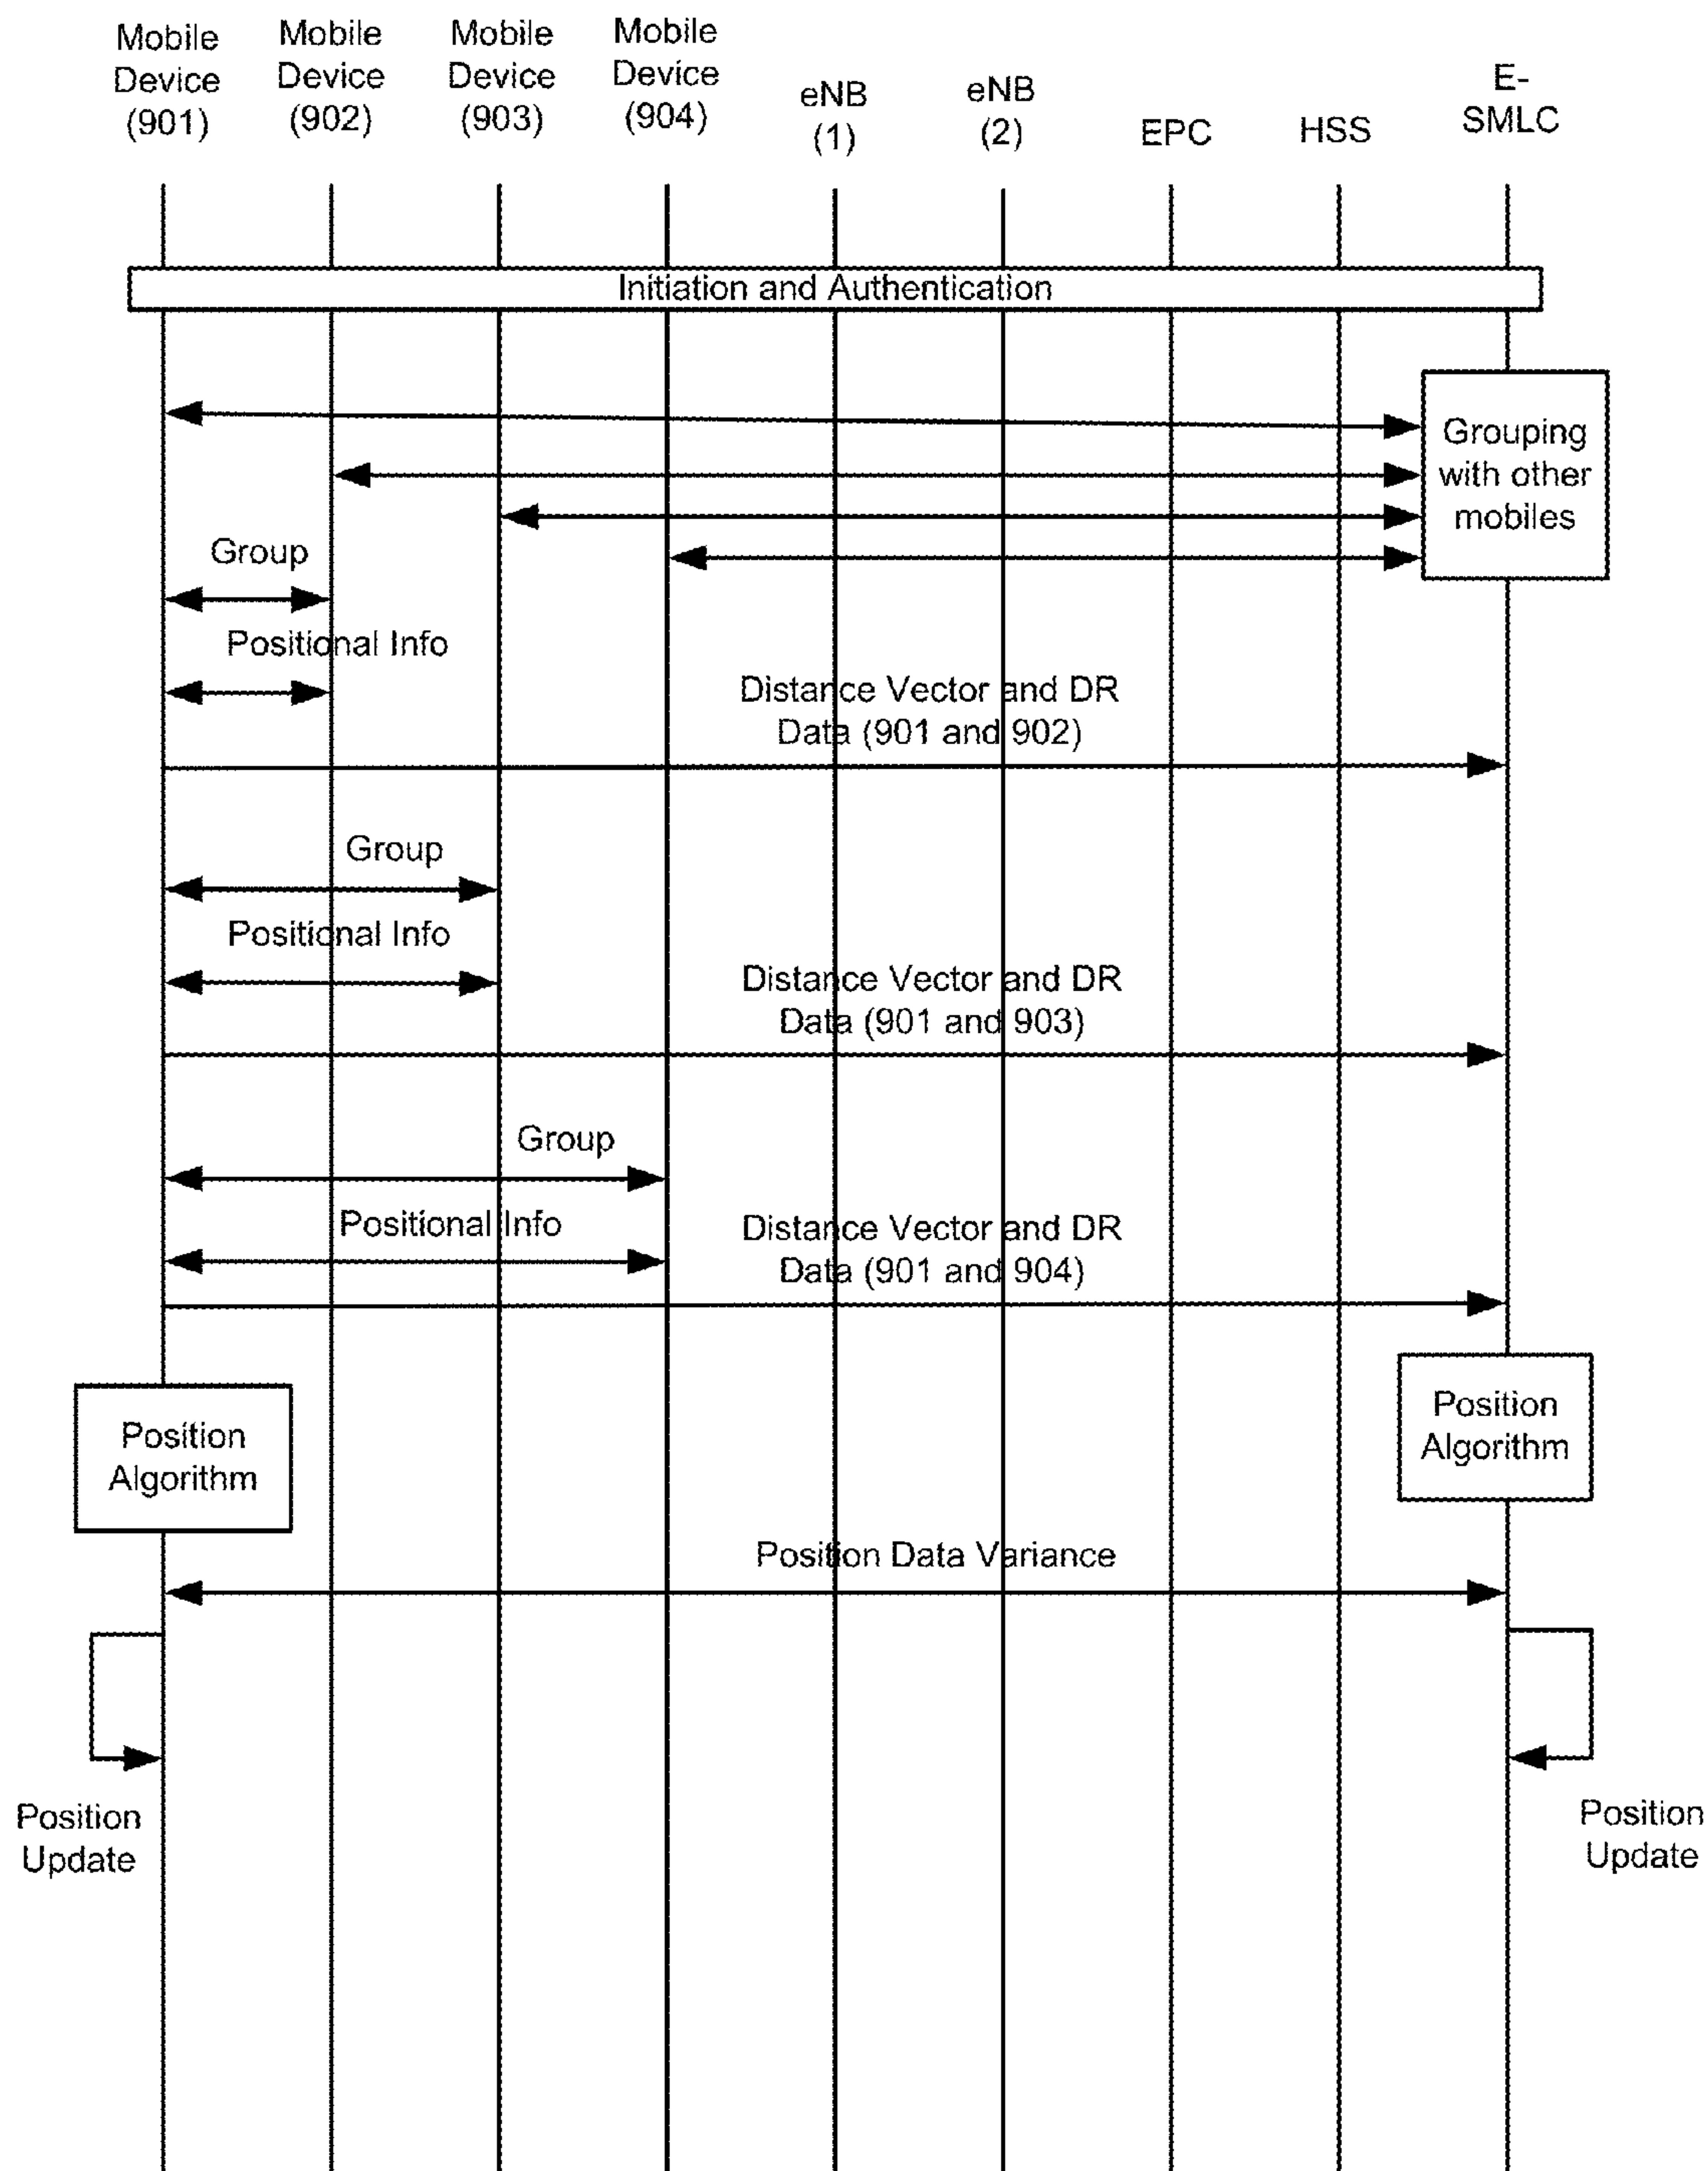 Mobile
Device
(901)
Mobile
Device
(902)
Mobile
Device
(903)
Mobile
Device
(904)
eNB
(1)
eNB
(2)
EPC
HSS
E-
SMLC
Initiation and Authentication
Grouping
with other
mobiles
Group
Positional Info
Distance Vector and DR
Data (901 and 902)
Group
Positional Info
Distance Vector and DR
Data (901 and 903)
Group
Positional Info
Distance Vector and DR
Data (901 and 904)
Position
Algorithm
Position
Algorithm
Position Data Variance
Position
Update
Position
Update